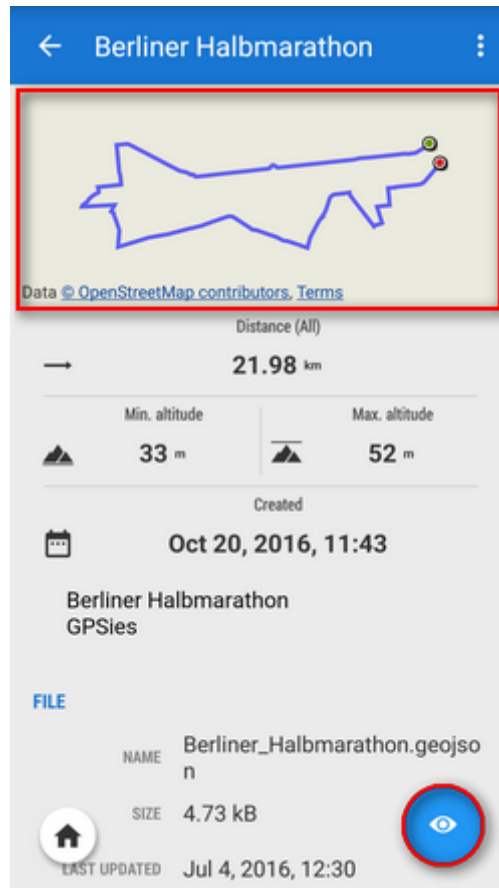 Berliner Halbmarathon
Data © OpenStreetMap contributors, Terms
Distance (All)
21.98 km
Min. altitude
Max. altitude
33 m
52 m
Created
Oct 20, 2016, 11:43
Berliner Halbmarathon
GPSies
FILE
NAME Berliner_Halbmarathon.geojso
n
SIZE 4.73 kB
LAST UPDATED Jul 4, 2016, 12:30